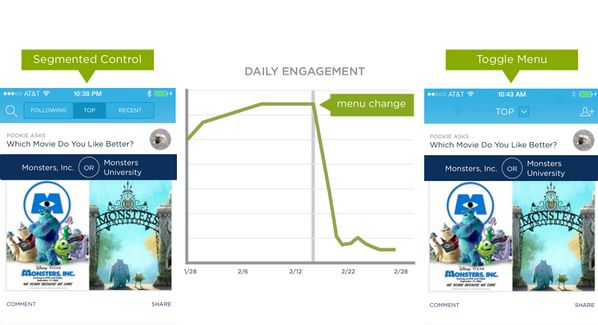 Segmented Control
AT&T 10:38 PM
FOLLOWING TOP RECENT
POOKIE ASKS
Which Movie Do You Like Better?
Monsters, Inc. OR Monsters University
MONSTERS
DISNEY PIXAR
MONSTERS, INC.
WE SCARE BECAUSE WE CARE
COMMENT SHARE
DAILY ENGAGEMENT
menu change
1/28 2/6 2/12 2/22 2/28
Toggle Menu
AT&T 10:43 AM
TOP
POOKIE ASKS
Which Movie Do You Like Better?
Monsters, Inc. OR Monsters University
MONSTERS
DISNEY PIXAR
MONSTERS, INC.
WE SCARE BECAUSE WE CARE
COMMENT SHARE